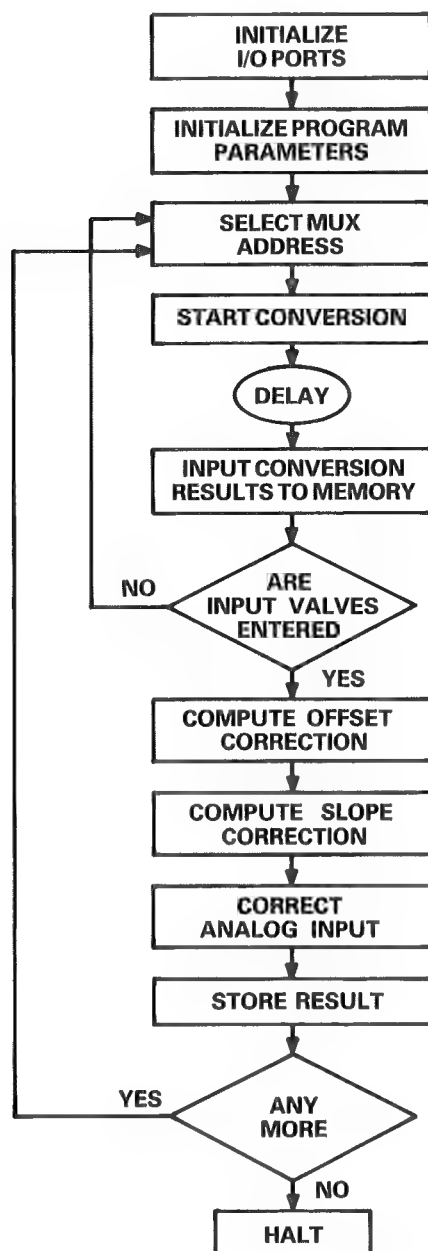 INITIALIZE
I/O PORTS
INITIALIZE PROGRAM
PARAMETERS
SELECT MUX
ADDRESS
START CONVERSION
DELAY
INPUT CONVERSION
RESULTS TO MEMORY
NO
ARE
INPUT VALVES
ENTERED
YES
COMPUTE OFFSET
CORRECTION
COMPUTE SLOPE
CORRECTION
CORRECT
ANALOG INPUT
STORE RESULT
YES
ANY
MORE
NO
HALT